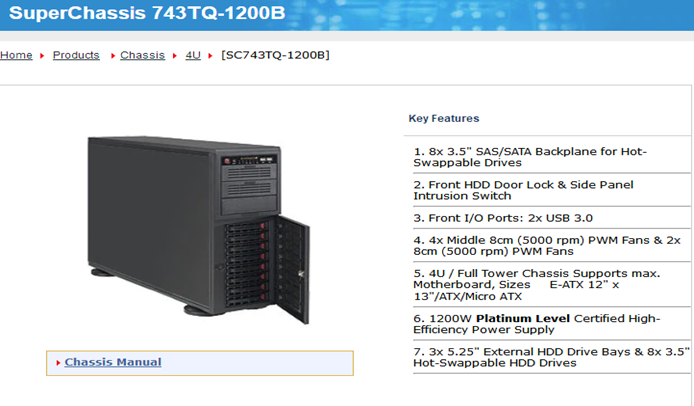 SuperChassis 743TQ-1200B
Home ▸ Products ▸ Chassis ▸ 4U ▸ [SC743TQ-1200B]
Key Features
1. 8x 3.5" SAS/SATA Backplane for Hot-
Swappable Drives
2. Front HDD Door Lock & Side Panel
Intrusion Switch
3. Front I/O Ports: 2x USB 3.0
4. 4x Middle 8cm (5000 rpm) PWM Fans & 2x
8cm (5000 rpm) PWM Fans
5. 4U / Full Tower Chassis Supports max.
Motherboard, Sizes E-ATX 12" x
13"/ATX/Micro ATX
6. 1200W Platinum Level Certified High-
Efficiency Power Supply
7. 3x 5.25" External HDD Drive Bays & 8x 3.5"
Hot-Swappable HDD Drives
Chassis Manual